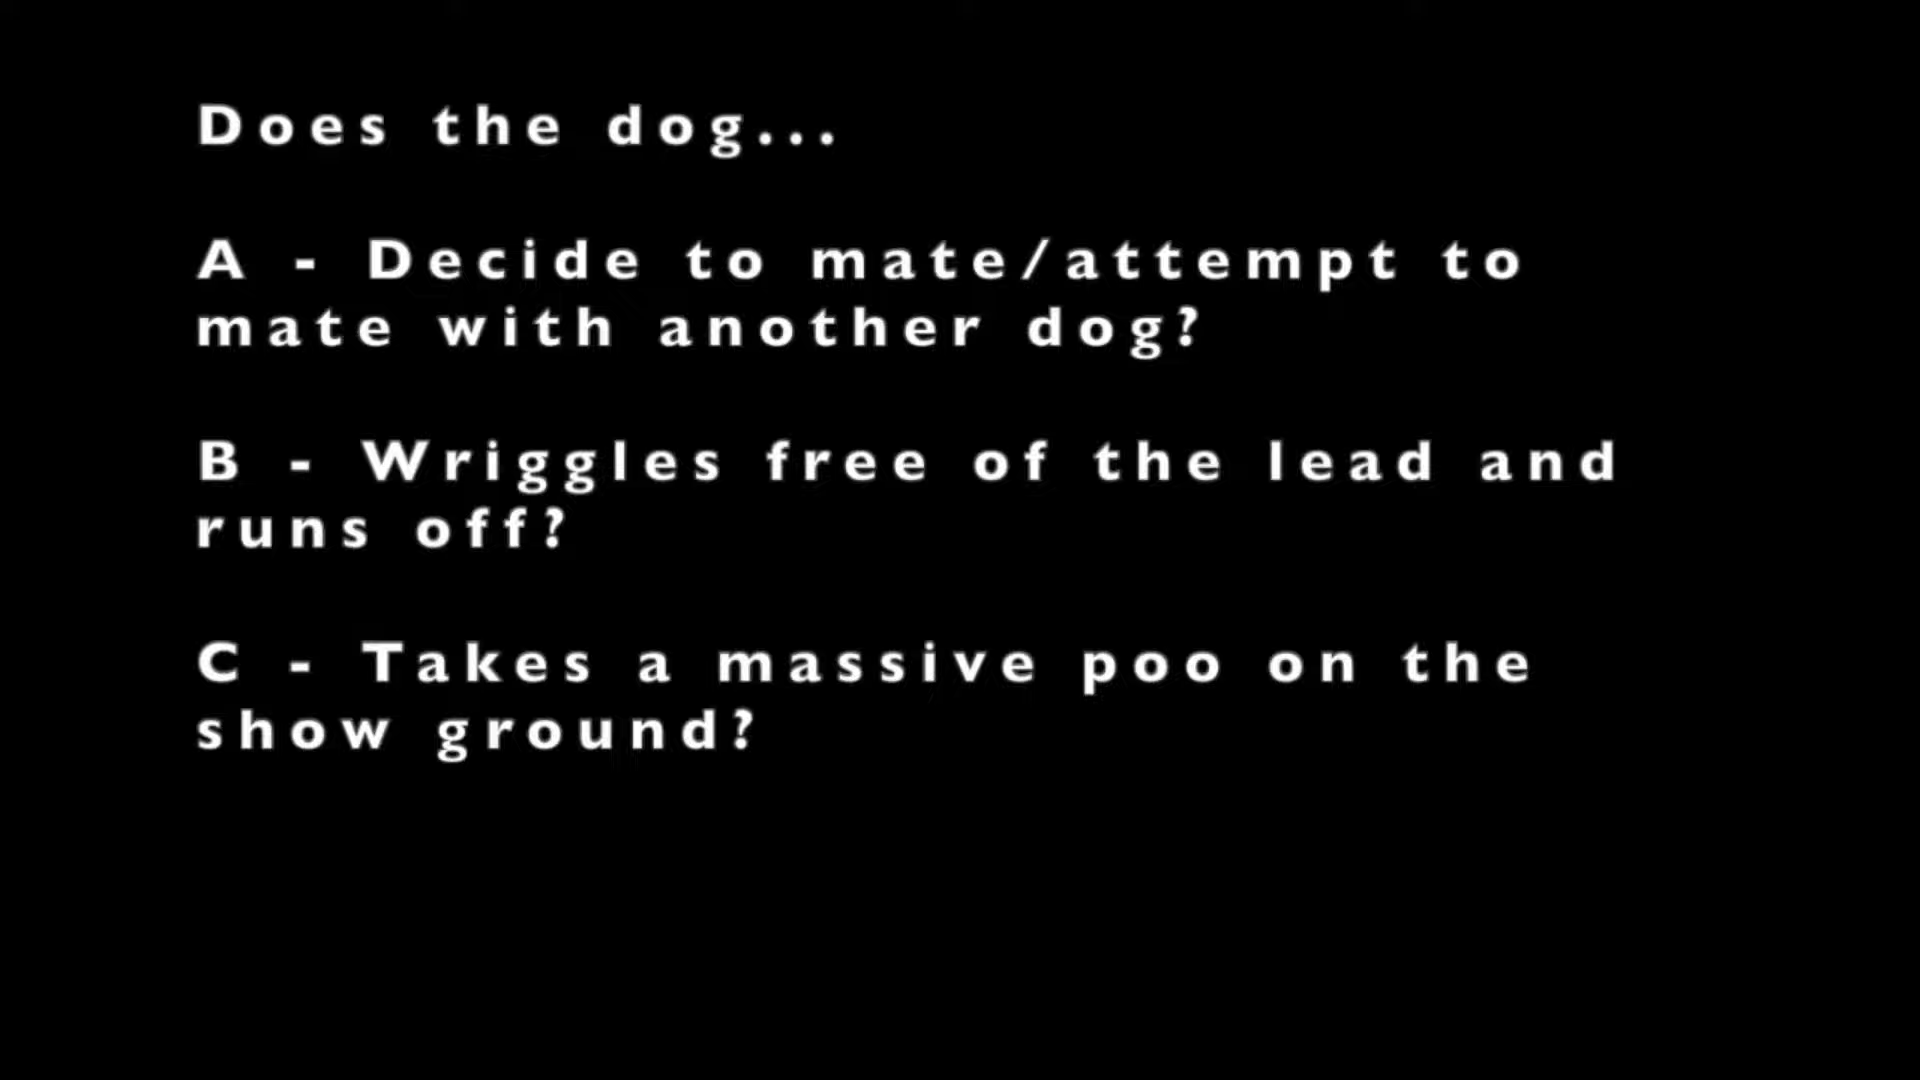 Does the dog...
A - Decide to mate/attempt to
mate with another dog?
B - Wriggles free of the lead and
runs off?
C - Takes a massive poo on the
show ground?